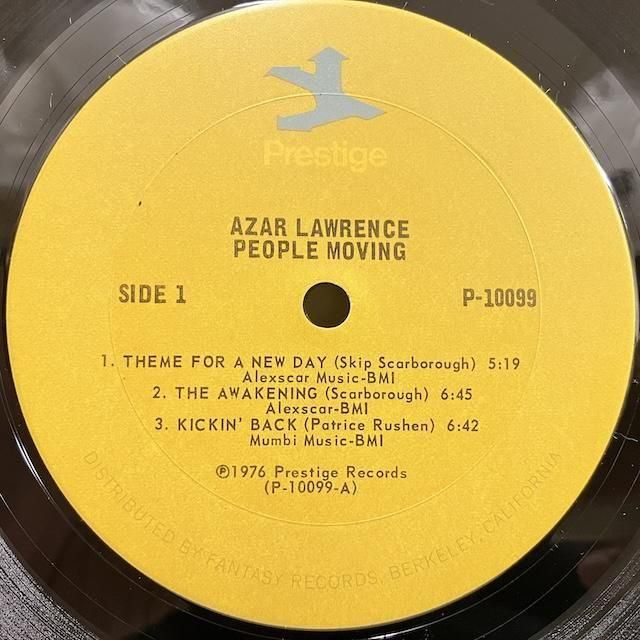 Prestige
AZAR LAWRENCE
PEOPLE MOVING
SIDE 1
P-10099
1. THEME FOR A NEW DAY (Skip Scarborough) 5:19
Alexscar Music-BMI
2. THE AWAKENING (Scarborough) 6:45
Alexscar-BMI
3. KICKIN' BACK (Patrice Rushen) 6:42
Mumbi Music-BMI
℗1976 Prestige Records
(P-10099-A)
DISTRIBUTED BY FANTASY RECORDS, BERKELEY, CALIFORNIA